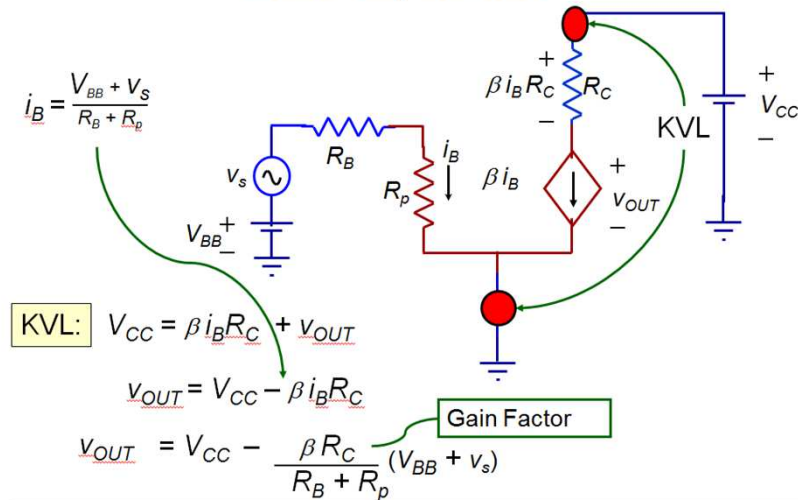 i_B = (V_BB + v_s) / (R_B + R_p)
+
β i_B R_C
−
R_C
KVL
+
V_CC
−
R_B
v_s
V_BB
+
−
R_p
i_B
β i_B
+
v_OUT
−
KVL: V_CC = β i_B R_C + v_OUT
v_OUT = V_CC − β i_B R_C
Gain Factor
v_OUT = V_CC − β R_C / (R_B + R_p) (V_BB + v_s)